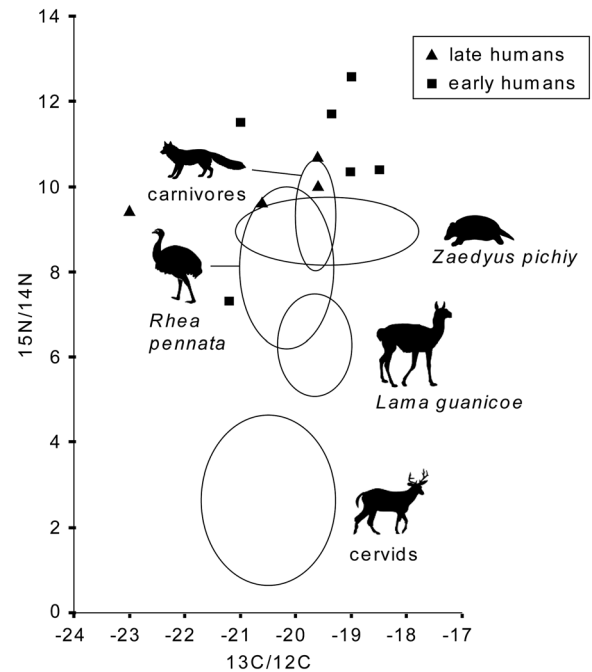 14
12
10
8
6
4
2
0
15N/14N
-24 -23 -22 -21 -20 -19 -18 -17
13C/12C
late humans
early humans
carnivores
Zaedyus pichiy
Rhea
pennata
Lama guanicoe
cervids